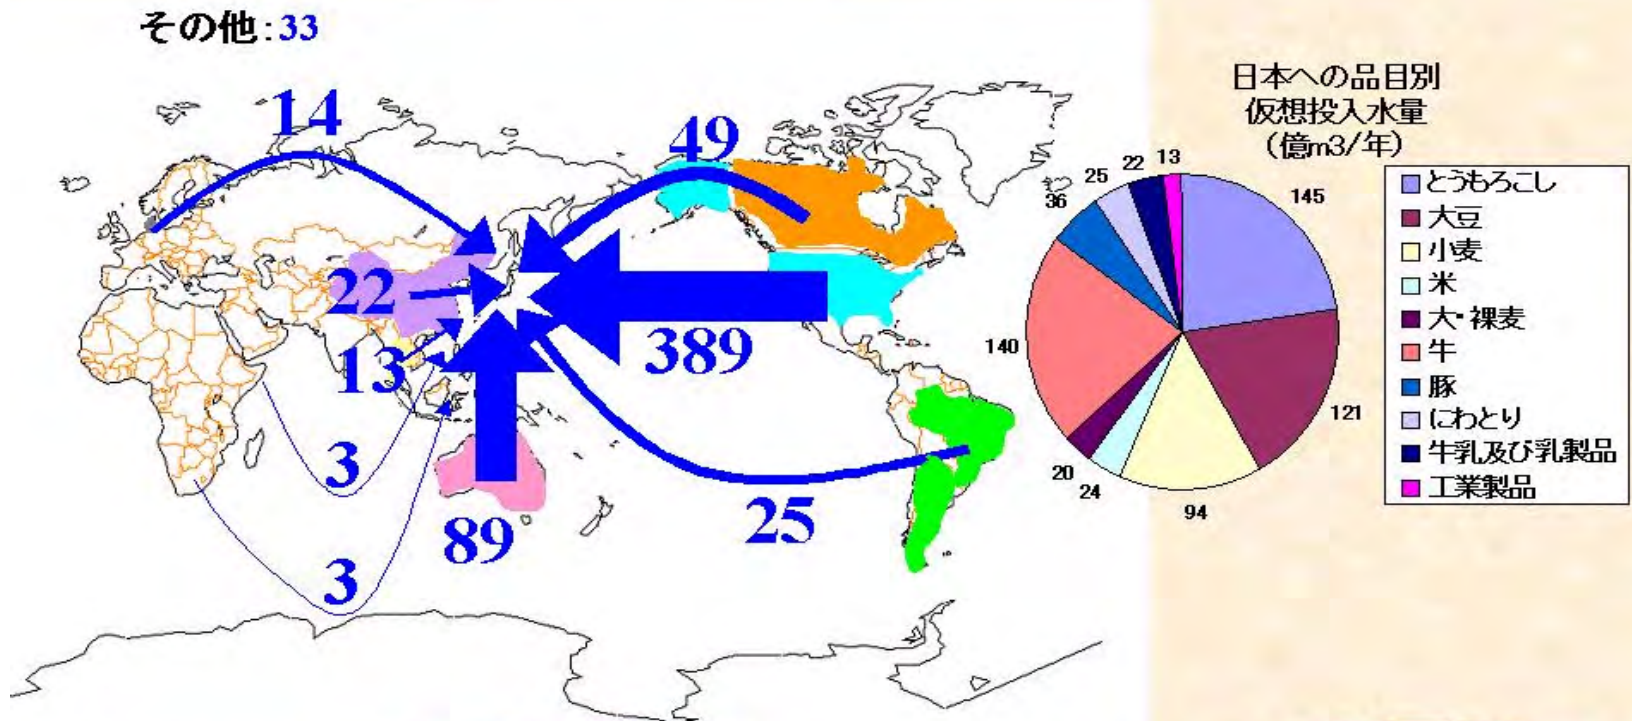 その他:33
14
49
22
389
13
3
89
25
3
日本への品目別
仮想投入水量
(億m3/年)
13
22
25
36
145
140
121
20
24
94
とうもろこし
大豆
小麦
米
大・裸麦
牛
豚
にわとり
牛乳及び乳製品
工業製品